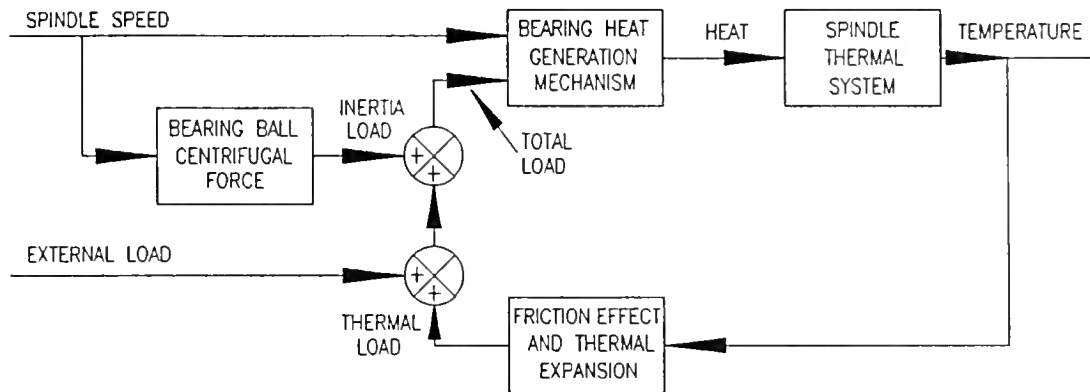 SPINDLE SPEED
BEARING HEAT
GENERATION
MECHANISM
HEAT
SPINDLE
THERMAL
SYSTEM
TEMPERATURE
BEARING BALL
CENTRIFUGAL
FORCE
INERTIA
LOAD
+
+
TOTAL
LOAD
EXTERNAL LOAD
+
+
THERMAL
LOAD
FRICTION EFFECT
AND THERMAL
EXPANSION